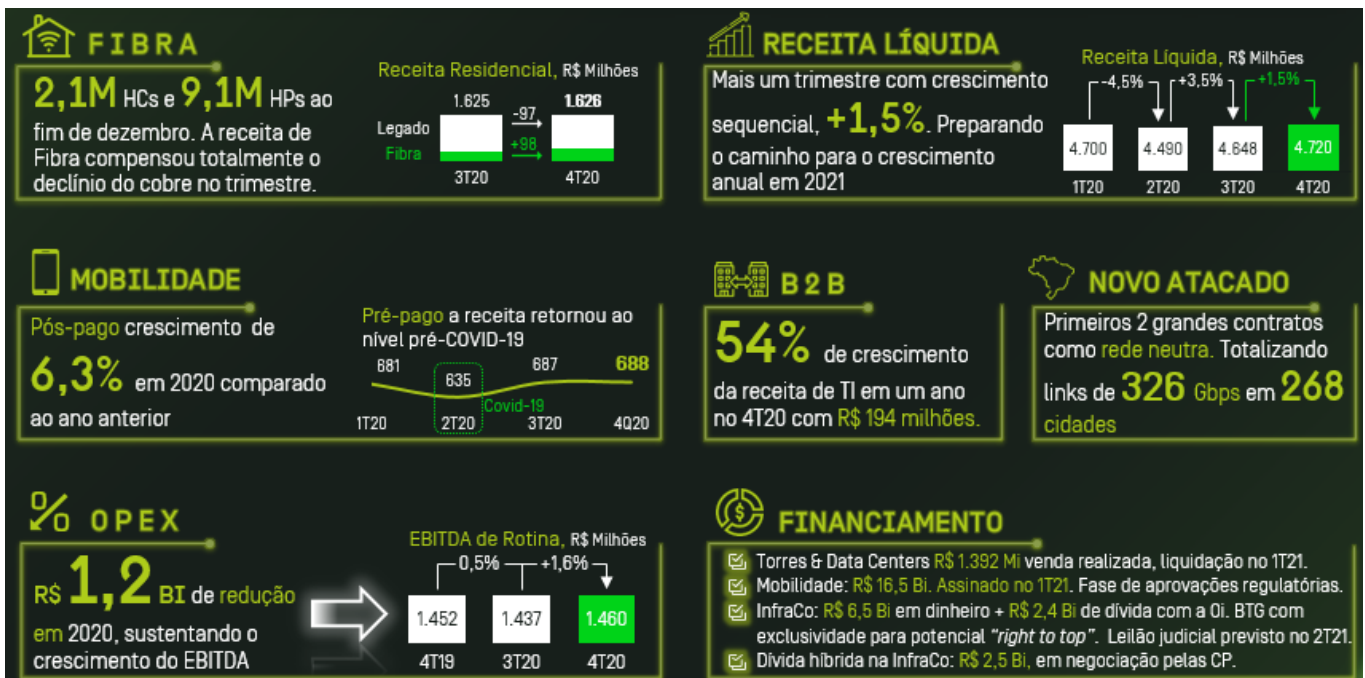 FIBRA
2,1M HCs e 9,1M HPs ao
fim de dezembro. A receita de
Fibra compensou totalmente o
declínio do cobre no trimestre.
Receita Residencial, R$ Milhões
1.625 1.626
-97
Legado
Fibra +98
3T20 4T20
RECEITA LÍQUIDA
Mais um trimestre com crescimento
sequencial, +1,5%. Preparando
o caminho para o crescimento
anual em 2021
Receita Líquida, R$ Milhões
-4,5% +3,5% +1,5%
4.700 4.490 4.648 4.720
1T20 2T20 3T20 4T20
MOBILIDADE
Pós-pago crescimento de
6,3% em 2020 comparado
ao ano anterior
Pré-pago a receita retornou ao
nível pré-COVID-19
681 635 687 688
Covid-19
1T20 2T20 3T20 4Q20
B2B
54% de crescimento
da receita de TI em um ano
no 4T20 com R$ 194 milhões.
NOVO ATACADO
Primeiros 2 grandes contratos
como rede neutra. Totalizando
links de 326 Gbps em 268
cidades
% OPEX
R$ 1,2 BI de redução
em 2020, sustentando o
crescimento do EBITDA
EBITDA de Rotina, R$ Milhões
0,5% +1,6%
1.452 1.437 1.460
4T19 3T20 4T20
$
FINANCIAMENTO
Torres & Data Centers R$ 1.392 Mi venda realizada, liquidação no 1T21.
Mobilidade: R$ 16,5 Bi. Assinado no 1T21. Fase de aprovações regulatórias.
InfraCo: R$ 6,5 Bi em dinheiro + R$ 2,4 Bi de dívida com a Oi. BTG com
exclusividade para potencial "right to top". Leilão judicial previsto no 2T21.
Dívida híbrida na InfraCo: R$ 2,5 Bi, em negociação pelas CP.